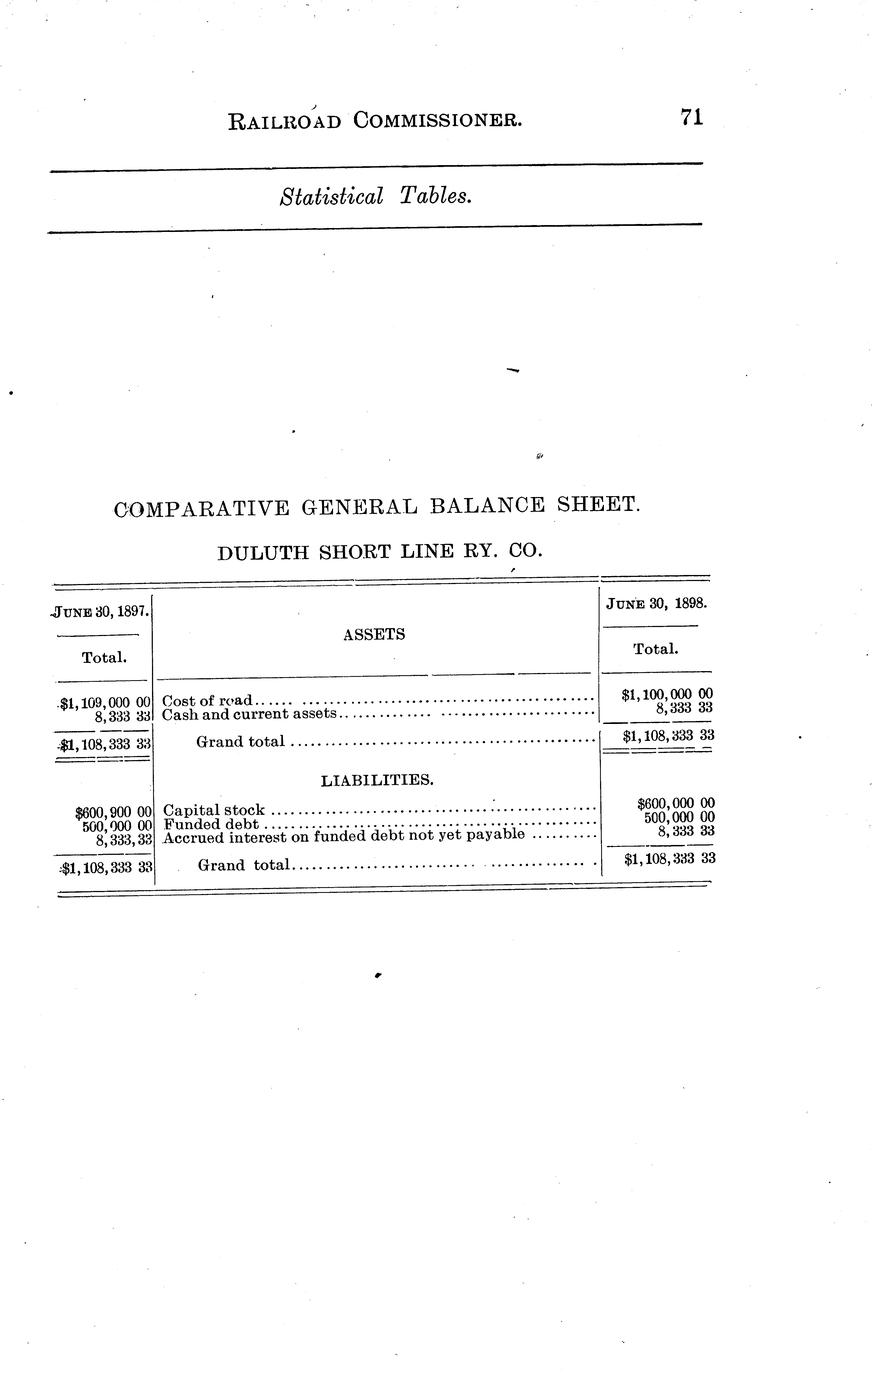 RAILROAD COMMISSIONER. 71
Statistical Tables.
COMPARATIVE GENERAL BALANCE SHEET.
DULUTH SHORT LINE RY. CO.
JUNE 30, 1897. ASSETS JUNE 30, 1898.
Total. Total.
$1,109,000 00 Cost of road...... ........................................... $1,100,000 00
8,333 33 Cash and current assets.............. ....................... 8,333 33
$1,108,333 33 Grand total ............................................. $1,108,333 33
LIABILITIES.
$600,900 00 Capital stock ................................................ $600,000 00
500,000 00 Funded debt ................................................. 500,000 00
8,333,33 Accrued interest on funded debt not yet payable .......... 8,333 33
$1,108,333 33 Grand total........................... ............... . $1,108,333 33